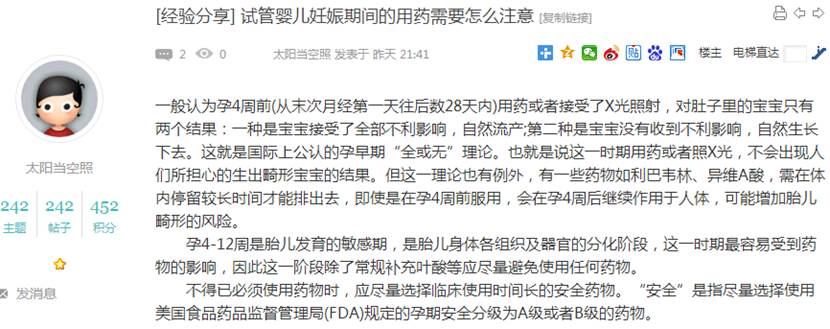 [经验分享] 试管婴儿妊娠期间的用药需要怎么注意 [复制链接]
2 0 太阳当空照 发表于 昨天 21:41 楼主 电梯直达
太阳当空照
242 242 452
主题 帖子 积分
发消息
一般认为孕4周前(从末次月经第一天往后数28天内)用药或者接受了X光照射，对肚子里的宝宝只有
两个结果：一种是宝宝接受了全部不利影响，自然流产;第二种是宝宝没有收到不利影响，自然生长
下去。这就是国际上公认的孕早期“全或无”理论。也就是说这一时期用药或者照X光，不会出现人
们所担心的生出畸形宝宝的结果。但这一理论也有例外，有一些药物如利巴韦林、异维A酸，需在体
内停留较长时间才能排出去，即使是在孕4周前服用，会在孕4周后继续作用于人体，可能增加胎儿
畸形的风险。
孕4-12周是胎儿发育的敏感期，是胎儿身体各组织及器官的分化阶段，这一时期最容易受到药
物的影响，因此这一阶段除了常规补充叶酸等应尽量避免使用任何药物。
不得已必须使用药物时，应尽量选择临床使用时间长的安全药物。“安全”是指尽量选择使用
美国食品药品监督管理局(FDA)规定的孕期安全分级为A级或者B级的药物。